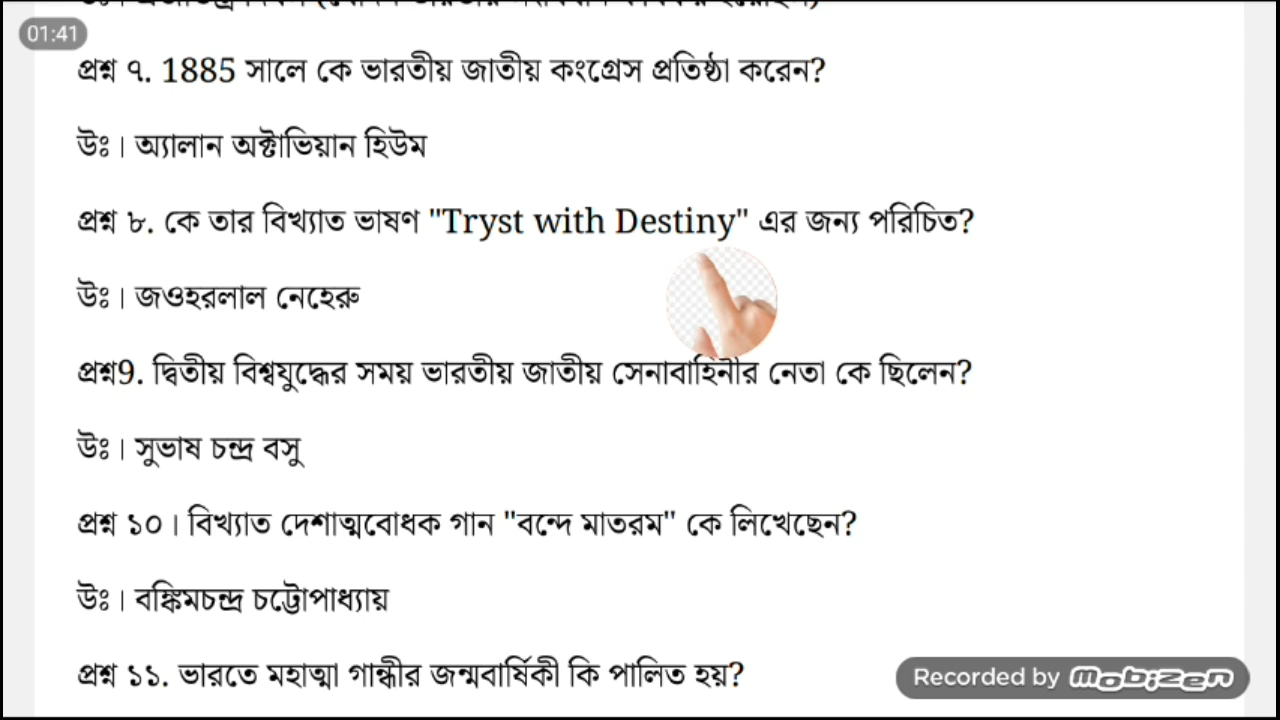 01:41
প্রশ্ন ৭. 1885 সালে কে ভারতীয় জাতীয় কংগ্রেস প্রতিষ্ঠা করেন?
উঃ। অ্যালান অক্টাভিয়ান হিউম
প্রশ্ন ৮. কে তার বিখ্যাত ভাষণ "Tryst with Destiny" এর জন্য পরিচিত?
উঃ। জওহরলাল নেহেরু
প্রশ্ন9. দ্বিতীয় বিশ্বযুদ্ধের সময় ভারতীয় জাতীয় সেনাবাহিনীর নেতা কে ছিলেন?
উঃ। সুভাষ চন্দ্র বসু
প্রশ্ন ১০। বিখ্যাত দেশাত্মবোধক গান "বন্দে মাতরম" কে লিখেছেন?
উঃ। বঙ্কিমচন্দ্র চট্টোপাধ্যায়
প্রশ্ন ১১. ভারতে মহাত্মা গান্ধীর জন্মবার্ষিকী কি পালিত হয়?
Recorded by mobizen